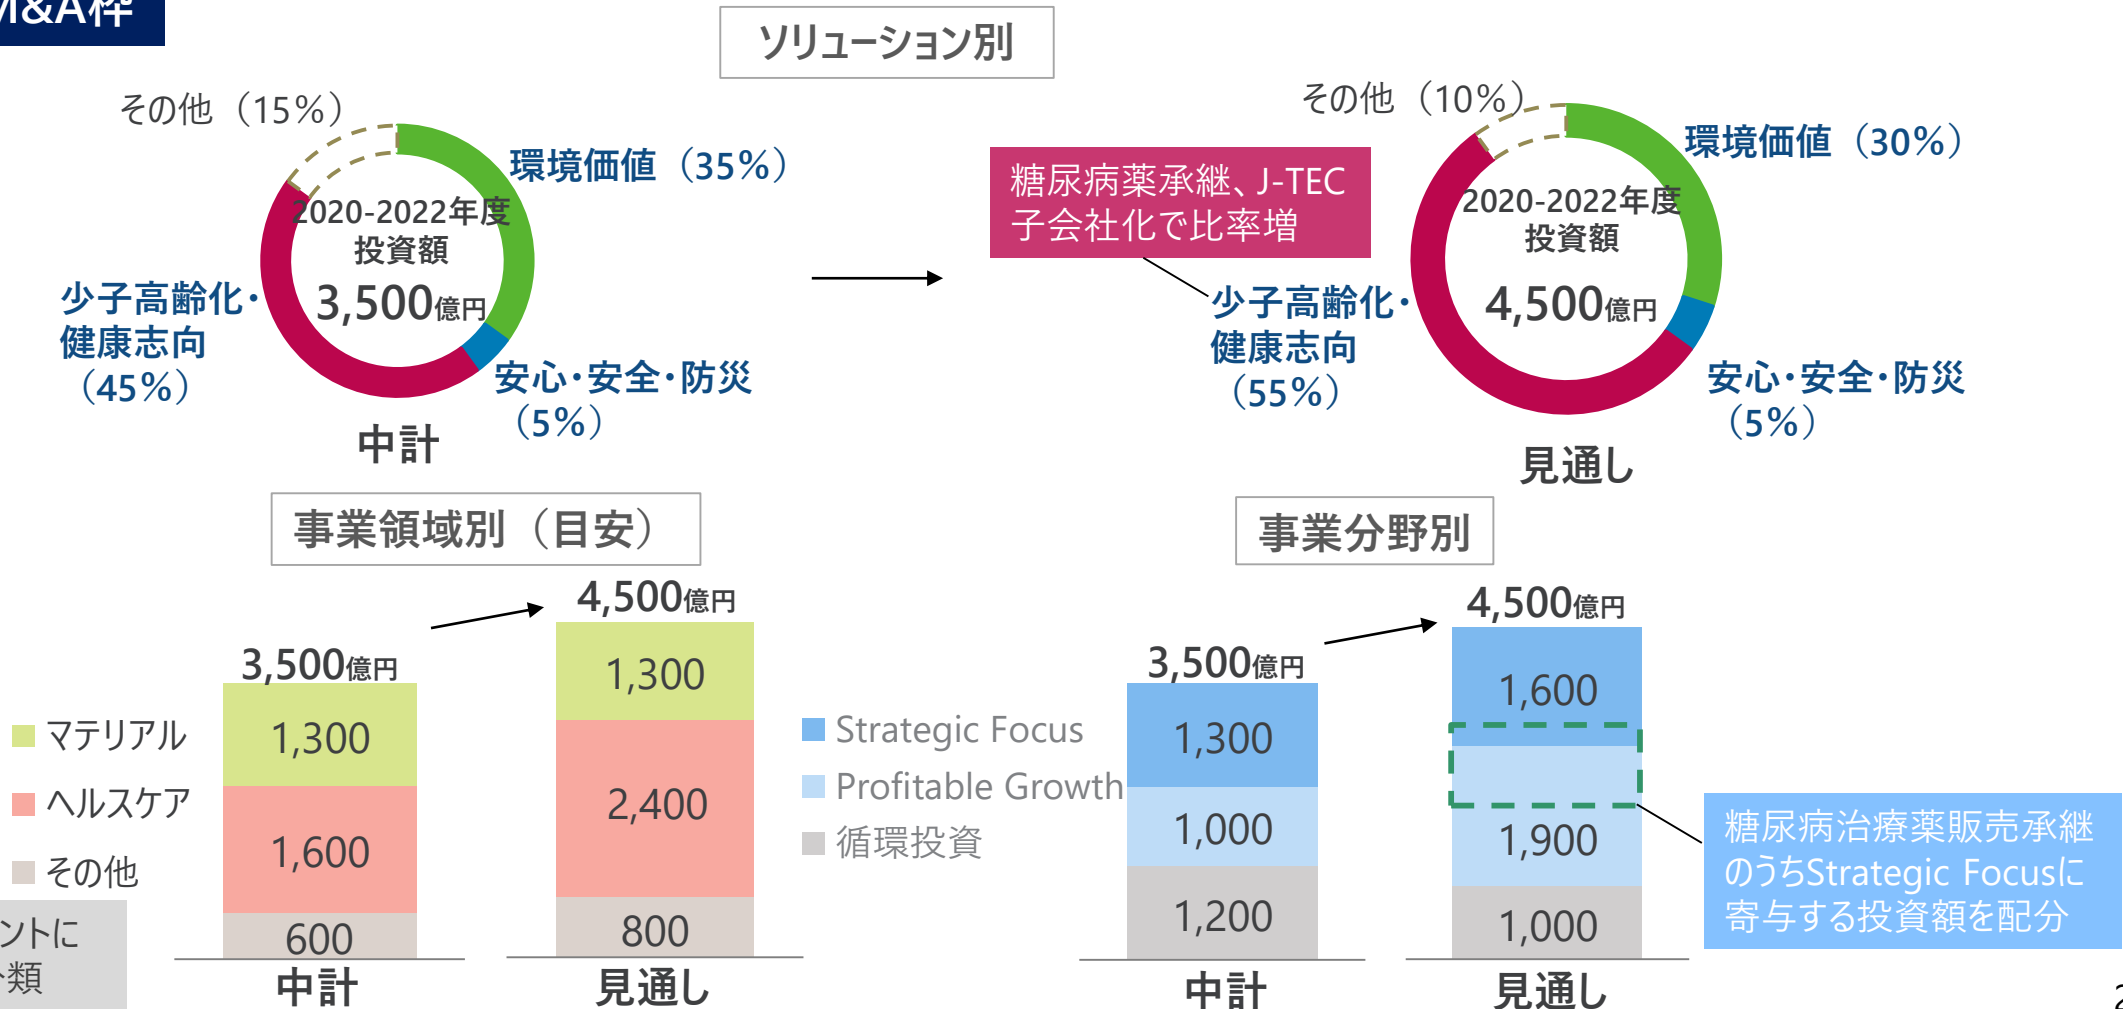 M&A枠
ソリューション別
その他（15%）
環境価値（35%）
2020-2022年度
投資額
3,500億円
少子高齢化・
健康志向
（45%）
安心・安全・防災
（5%）
中計
糖尿病薬承継、J-TEC
子会社化で比率増
その他（10%）
環境価値（30%）
2020-2022年度
投資額
4,500億円
少子高齢化・
健康志向
（55%）
安心・安全・防災
（5%）
見通し
事業領域別（目安）
3,500億円
4,500億円
マテリアル
ヘルスケア
その他
1,300
1,600
600
1,300
2,400
800
中計
見通し
ントに
類
事業分野別
3,500億円
4,500億円
Strategic Focus
Profitable Growth
循環投資
1,300
1,000
1,200
1,600
1,900
1,000
中計
見通し
糖尿病治療薬販売承継
のうちStrategic Focusに
寄与する投資額を配分